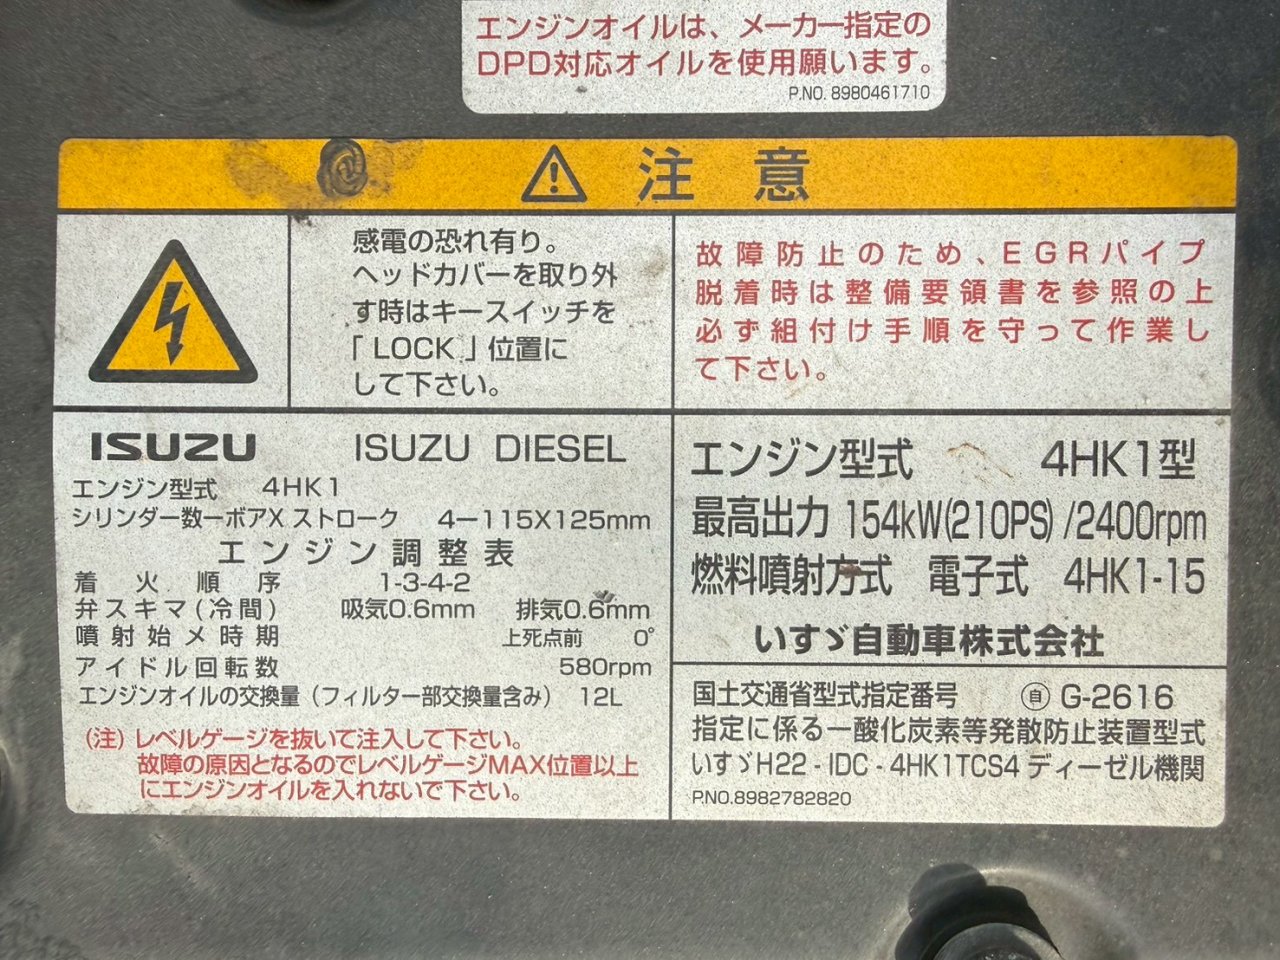 エンジンオイルは、メーカー指定の
DPD対応オイルを使用願います。
P.NO. 8980461710
注意
感電の恐れ有り。
ヘッドカバーを取り外
す時はキースイッチを
「LOCK」位置に
して下さい。
故障防止のため、EGRパイプ
脱着時は整備要領書を参照の上
必ず組付け手順を守って作業し
て下さい。
ISUZU ISUZU DIESEL
エンジン型式 4HK1
シリンダー数ーボアX ストローク 4ー115X125mm
エンジン調整表
着火順序 1-3-4-2
弁スキマ(冷間) 吸気0.6mm 排気0.6mm
噴射始メ時期 上死点前 0°
アイドル回転数 580rpm
エンジンオイルの交換量(フィルター部交換量含み) 12L
(注) レベルゲージを抜いて注入して下さい。
故障の原因となるのでレベルゲージMAX位置以上
にエンジンオイルを入れないで下さい。
エンジン型式 4HK1型
最高出力 154kW(210PS)/2400rpm
燃料噴射方式 電子式 4HK1-15
いすゞ自動車株式会社
国土交通省型式指定番号 ㊀自 G-2616
指定に係る一酸化炭素等発散防止装置型式
いすゞH22-IDC-4HK1TCS4 ディーゼル機関
P.NO.8982782820